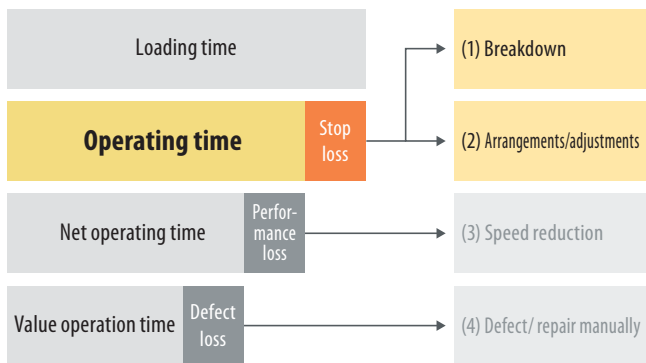 Loading time
(1) Breakdown
Operating time
Stop
loss
(2) Arrangements/adjustments
Net operating time
Perfor-
mance
loss
(3) Speed reduction
Value operation time
Defect
loss
(4) Defect/ repair manually